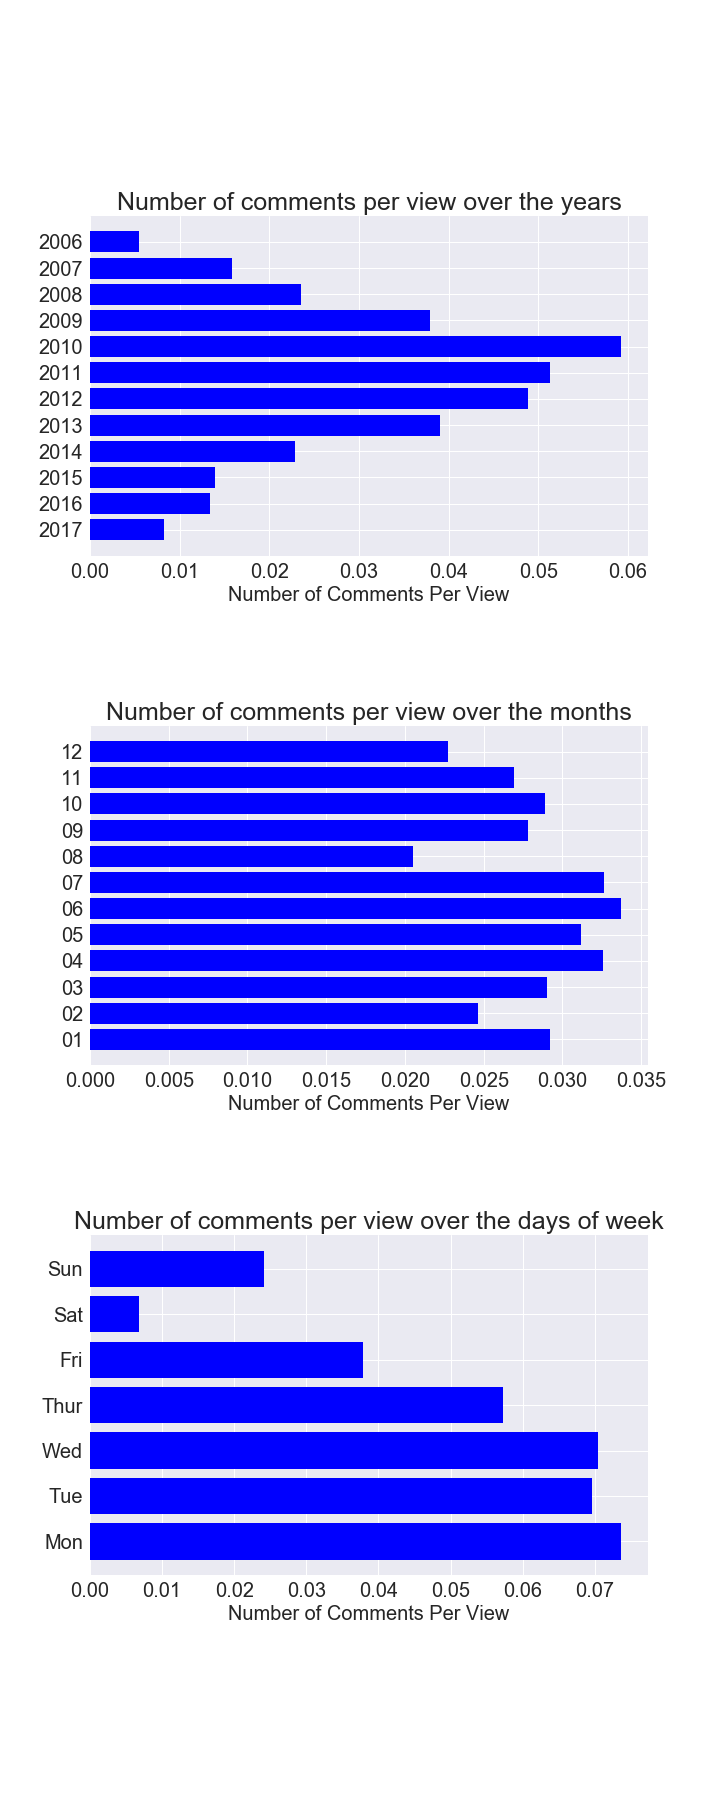 Number of comments per view over the years
2006
2007
2008
2009
2010
2011
2012
2013
2014
2015
2016
2017
0.00 0.01 0.02 0.03 0.04 0.05 0.06
Number of Comments Per View
Number of comments per view over the months
12
11
10
09
08
07
06
05
04
03
02
01
0.000 0.005 0.010 0.015 0.020 0.025 0.030 0.035
Number of Comments Per View
Number of comments per view over the days of week
Sun
Sat
Fri
Thur
Wed
Tue
Mon
0.00 0.01 0.02 0.03 0.04 0.05 0.06 0.07
Number of Comments Per View